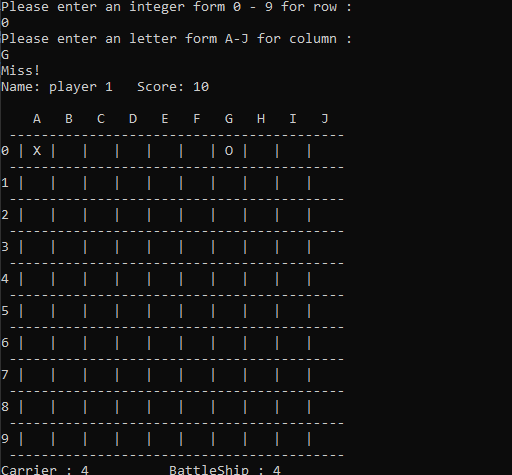 Please enter an integer form 0 - 9 for row :
0
Please enter an letter form A-J for column :
G
Miss!
Name: player 1   Score: 10
    A   B   C   D   E   F   G   H   I   J
 ------------------------------------------
0 | X |   |   |   |   |   | O |   |   |
 ------------------------------------------
1 |   |   |   |   |   |   |   |   |   |
 ------------------------------------------
2 |   |   |   |   |   |   |   |   |   |
 ------------------------------------------
3 |   |   |   |   |   |   |   |   |   |
 ------------------------------------------
4 |   |   |   |   |   |   |   |   |   |
 ------------------------------------------
5 |   |   |   |   |   |   |   |   |   |
 ------------------------------------------
6 |   |   |   |   |   |   |   |   |   |
 ------------------------------------------
7 |   |   |   |   |   |   |   |   |   |
 ------------------------------------------
8 |   |   |   |   |   |   |   |   |   |
 ------------------------------------------
9 |   |   |   |   |   |   |   |   |   |
 ------------------------------------------
Carrier : 4          BattleShip : 4